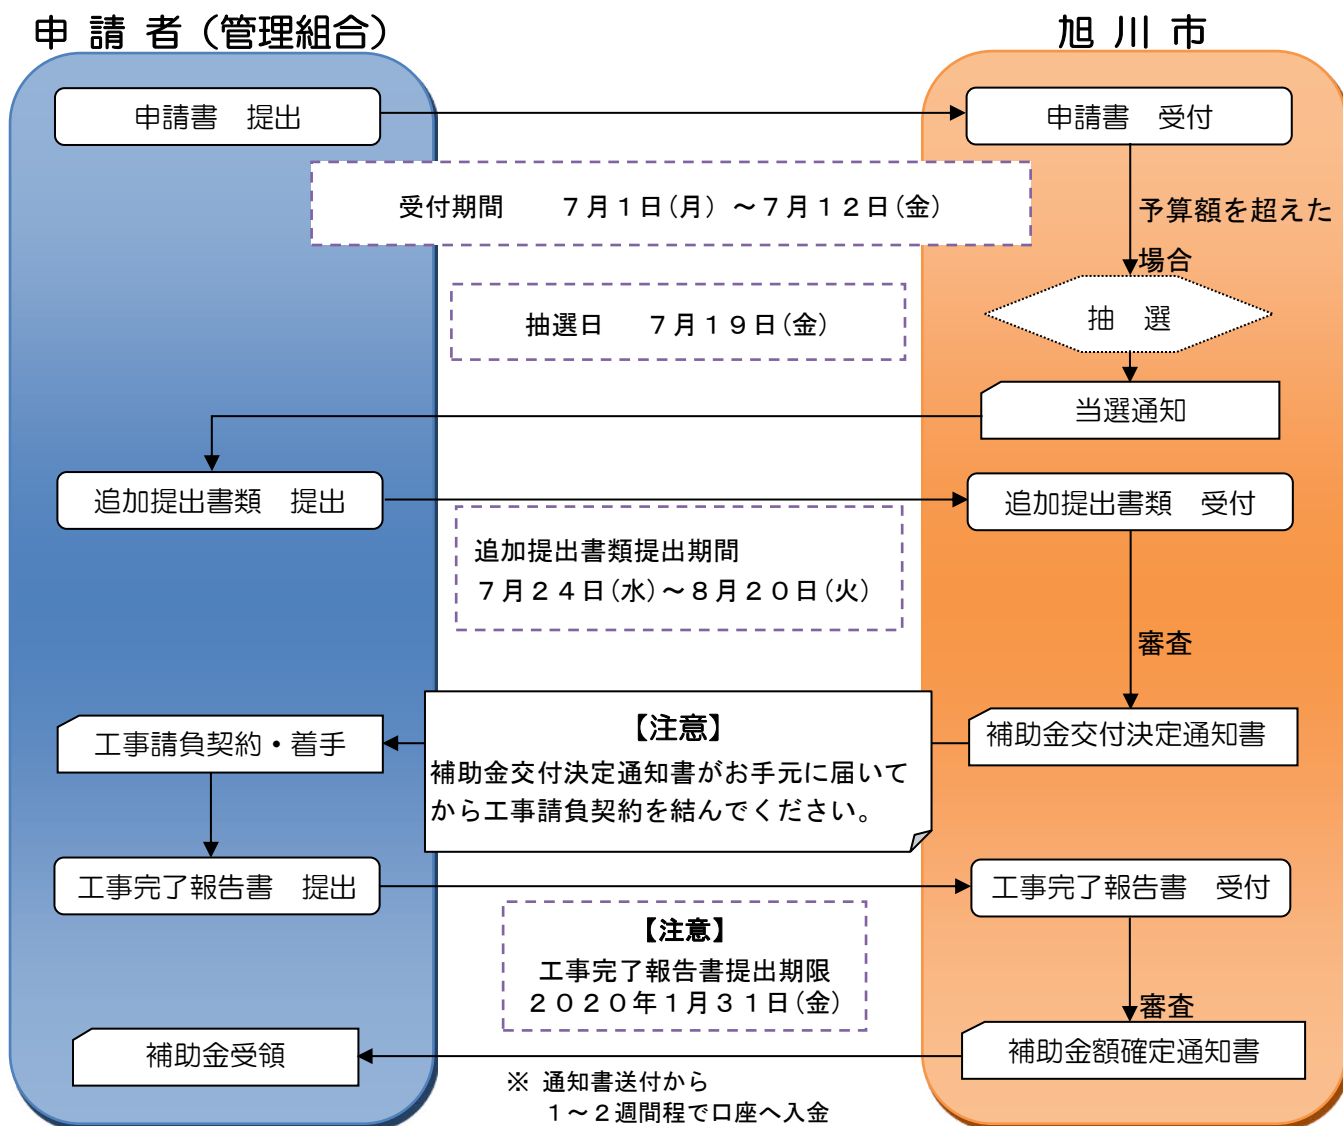 申 請 者（管理組合）
旭 川 市
申請書　提出
申請書　受付
受付期間　　７月１日(月) ～７月１２日(金)
予算額を超えた
場合
抽選日　　７月１９日(金)
抽　選
当選通知
追加提出書類　提出
追加提出書類　受付
追加提出書類提出期間
７月２４日(水)～８月２０日(火)
審査
【注意】
補助金交付決定通知書がお手元に届いて
から工事請負契約を結んでください。
工事請負契約・着手
補助金交付決定通知書
工事完了報告書　提出
工事完了報告書　受付
【注意】
工事完了報告書提出期限
２０２０年１月３１日(金)
審査
補助金受領
補助金額確定通知書
※ 通知書送付から
１～２週間程で口座へ入金